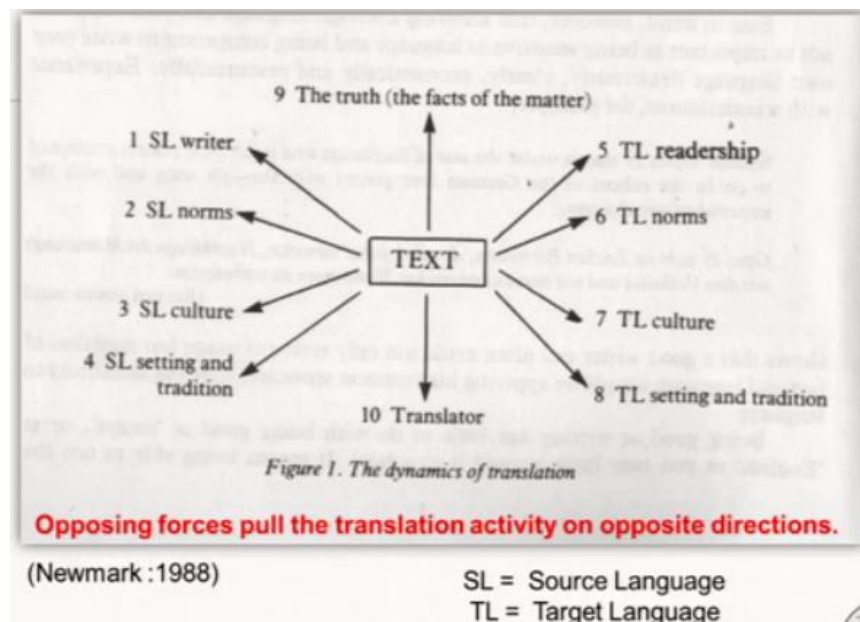 9 The truth (the facts of the matter)
1 SL writer
5 TL readership
2 SL norms
6 TL norms
TEXT
3 SL culture
7 TL culture
4 SL setting and
tradition
8 TL setting and tradition
10 Translator
Figure 1. The dynamics of translation
Opposing forces pull the translation activity on opposite directions.
(Newmark :1988)
SL = Source Language
TL = Target Language